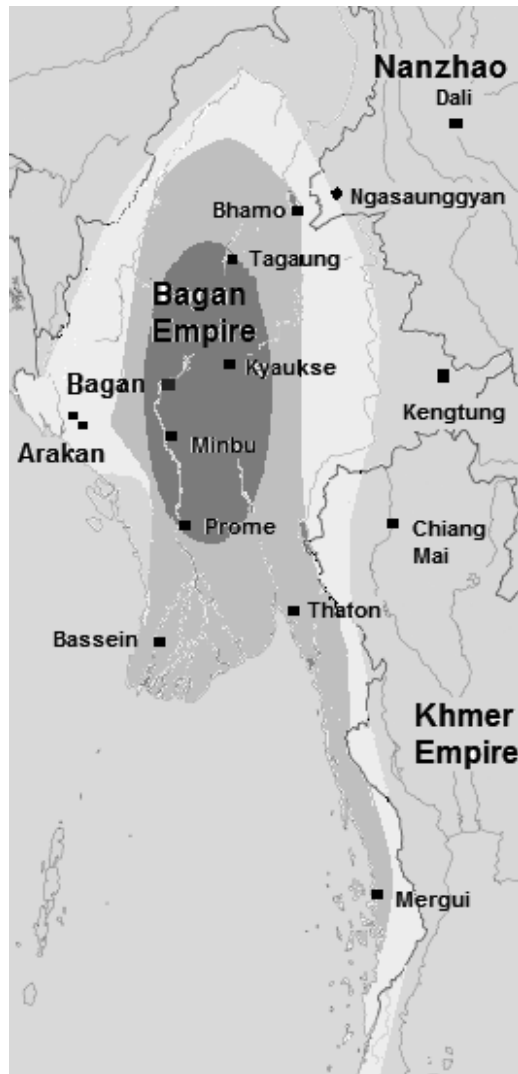 Nanzhao
Dali
Ngasaunggyan
Bhamo
Tagaung
Bagan
Empire
Kyaukse
Bagan
Kengtung
Arakan
Minbu
Prome
Chiang
Mai
Thaton
Bassein
Khmer
Empire
Mergui